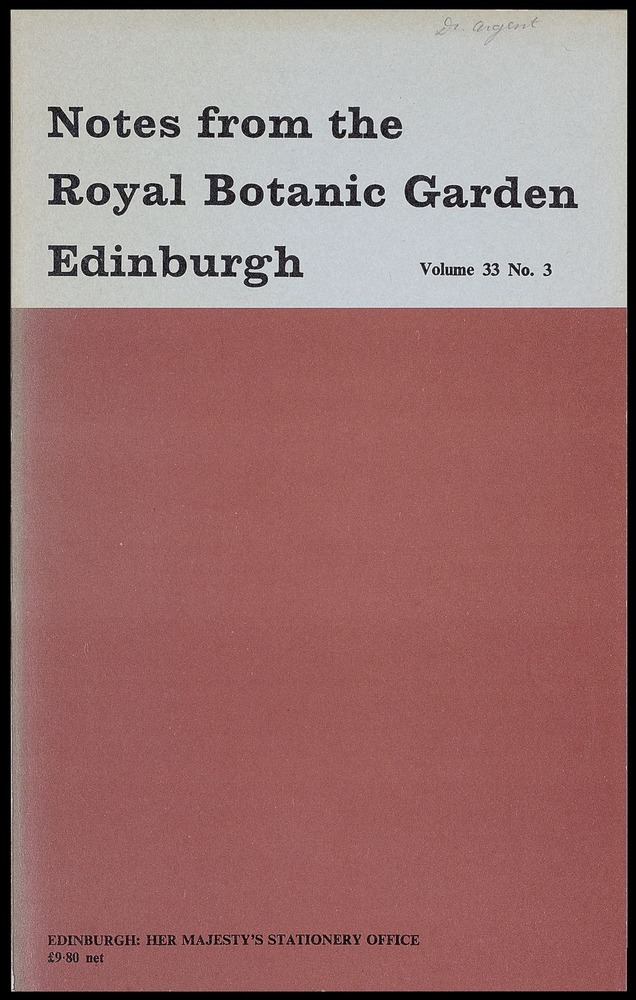 Dr. Argent
Notes from the
Royal Botanic Garden
Edinburgh
Volume 33 No. 3
EDINBURGH: HER MAJESTY'S STATIONERY OFFICE
£9·80 net